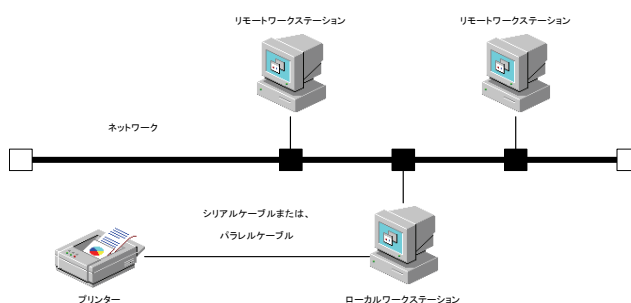 リモートワークステーション
リモートワークステーション
ネットワーク
シリアルケーブルまたは、
パラレルケーブル
プリンター
ローカルワークステーション